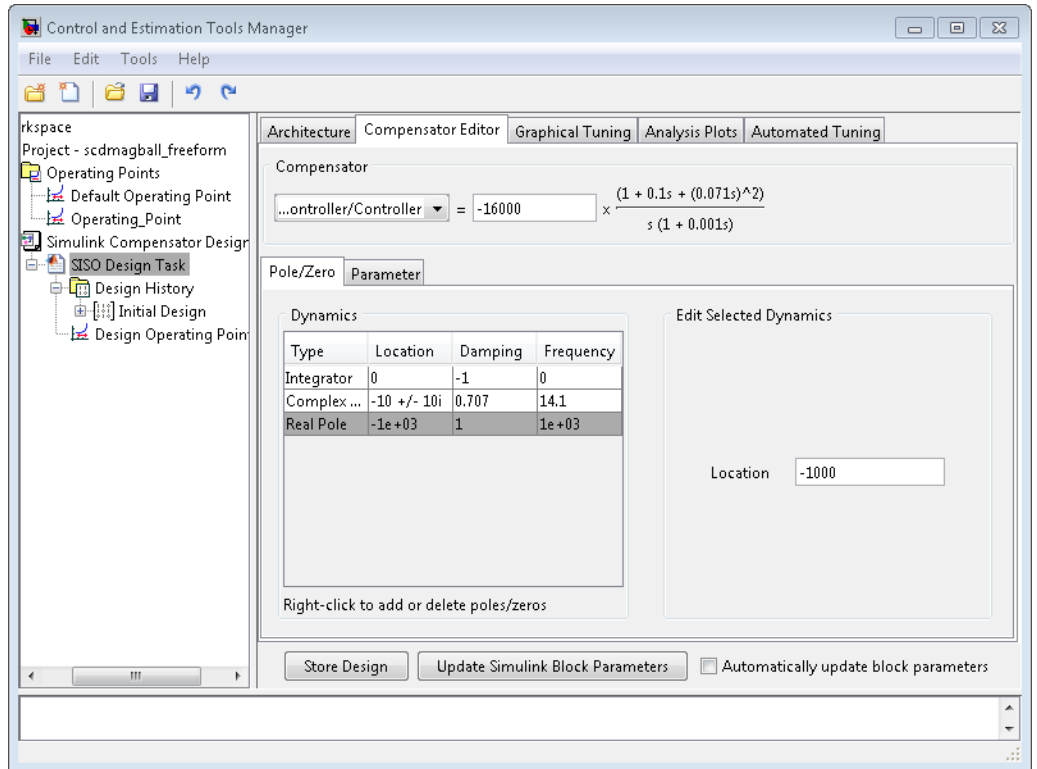 Control and Estimation Tools Manager
File Edit Tools Help
rkspace
Project - scdmagball_freeform
Operating Points
Default Operating Point
Operating_Point
Simulink Compensator Design
SISO Design Task
Design History
Initial Design
Design Operating Poin
Architecture Compensator Editor Graphical Tuning Analysis Plots Automated Tuning
Compensator
...ontroller/Controller = -16000 x (1 + 0.1s + (0.071s)^2)
s (1 + 0.001s)
Pole/Zero Parameter
Dynamics
Type Location Damping Frequency
Integrator 0 -1 0
Complex ... -10 +/- 10i 0.707 14.1
Real Pole -1e+03 1 1e+03
Right-click to add or delete poles/zeros
Edit Selected Dynamics
Location -1000
Store Design Update Simulink Block Parameters Automatically update block parameters